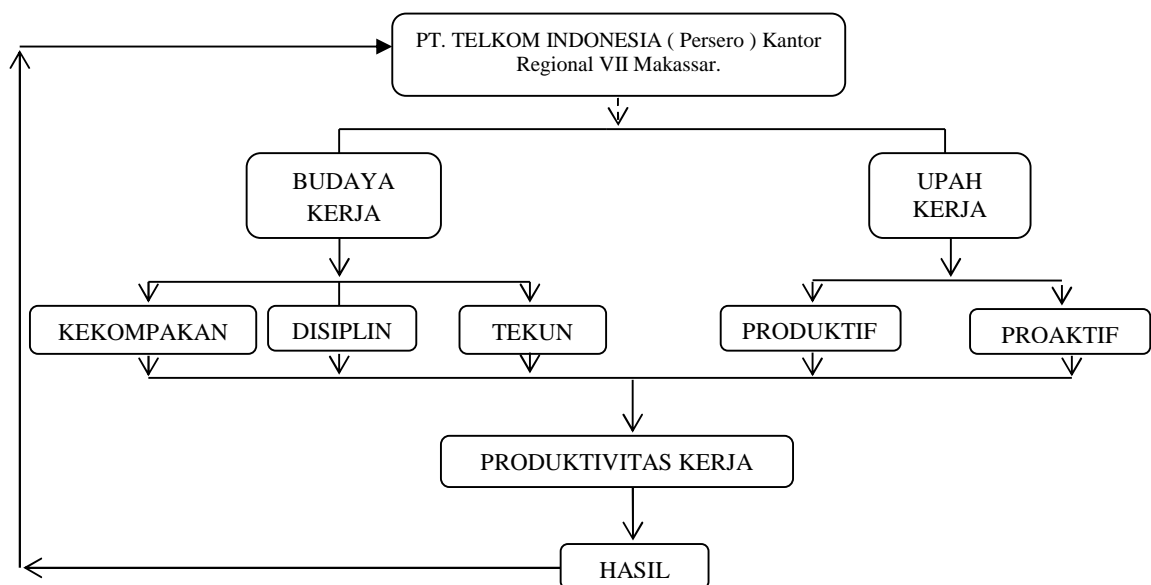 PT. TELKOM INDONESIA ( Persero ) Kantor
Regional VII Makassar.
BUDAYA
KERJA
UPAH
KERJA
KEKOMPAKAN
DISIPLIN
TEKUN
PRODUKTIF
PROAKTIF
PRODUKTIVITAS KERJA
HASIL